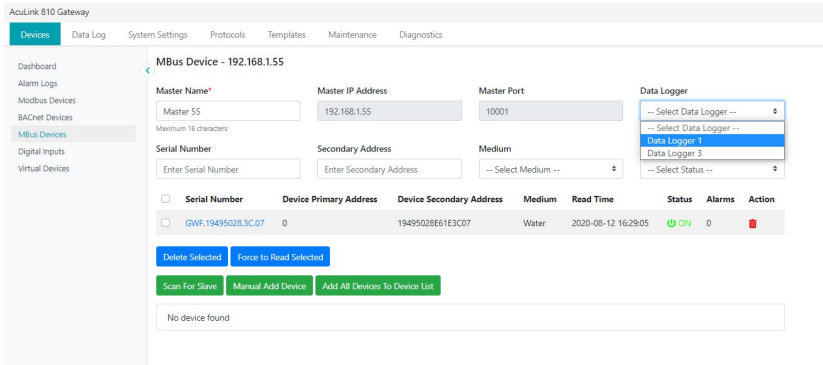 AcuLink 810 Gateway
Devices Data Log System Settings Protocols Templates Maintenance Diagnostics
Dashboard
Alarm Logs
Modbus Devices
BACnet Devices
MBus Devices
Digital Inputs
Virtual Devices
MBus Device - 192.168.1.55
Master Name* Master IP Address Master Port Data Logger
Master 55 192.168.1.55 10001 -- Select Data Logger --
Maximum 16 characters
-- Select Data Logger --
Data Logger 1
Data Logger 3
Serial Number Secondary Address Medium
Enter Serial Number Enter Secondary Address -- Select Medium -- -- Select Status --
Serial Number Device Primary Address Device Secondary Address Medium Read Time Status Alarms Action
GWF.19495028.3C.07 0 19495028E61E3C07 Water 2020-08-12 16:29:05 ON 0
Delete Selected Force to Read Selected
Scan For Slave Manual Add Device Add All Devices To Device List
No device found